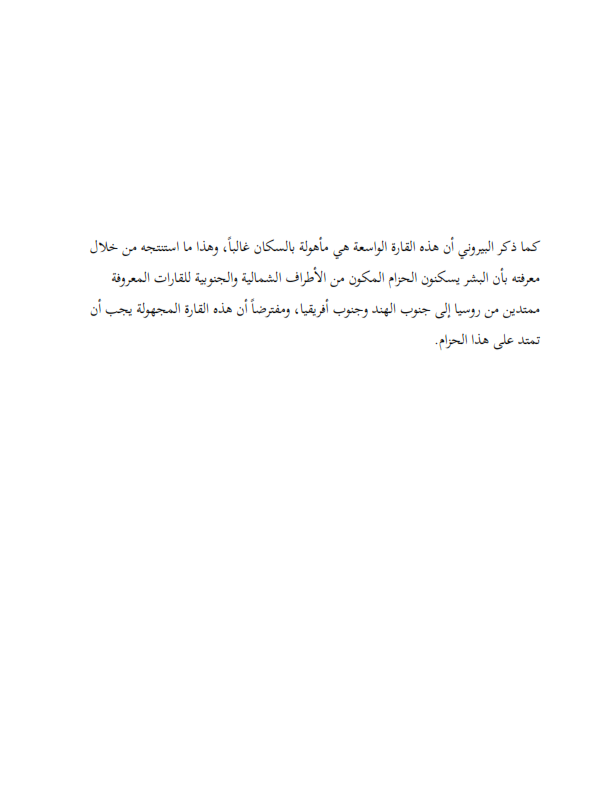 كما ذكر البيروني أن هذه القارة الواسعة هي مأهولة بالسكان غالباً، وهذا ما استنتجه من خلال
معرفته بأن البشر يسكنون الحزام المكون من الأطراف الشمالية والجنوبية للقارات المعروفة
ممتدين من روسيا إلى جنوب الهند وجنوب أفريقيا، ومفترضاً أن هذه القارة المجهولة يجب أن
تمتد على هذا الحزام.